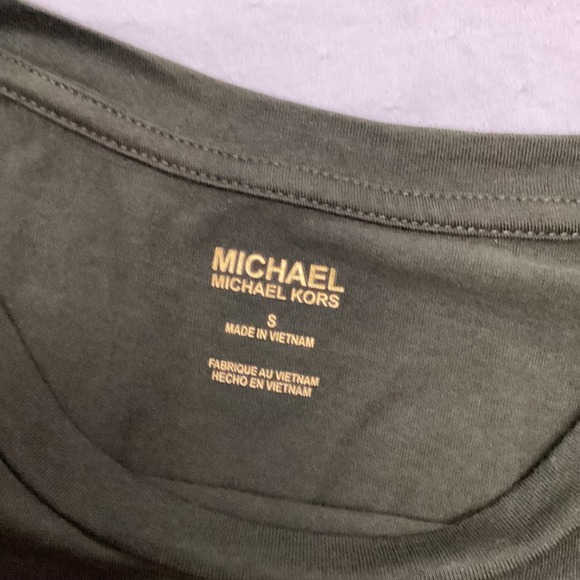 MICHAEL
MICHAEL KORS
S
MADE IN VIETNAM
FABRIQUE AU VIETNAM
HECHO EN VIETNAM